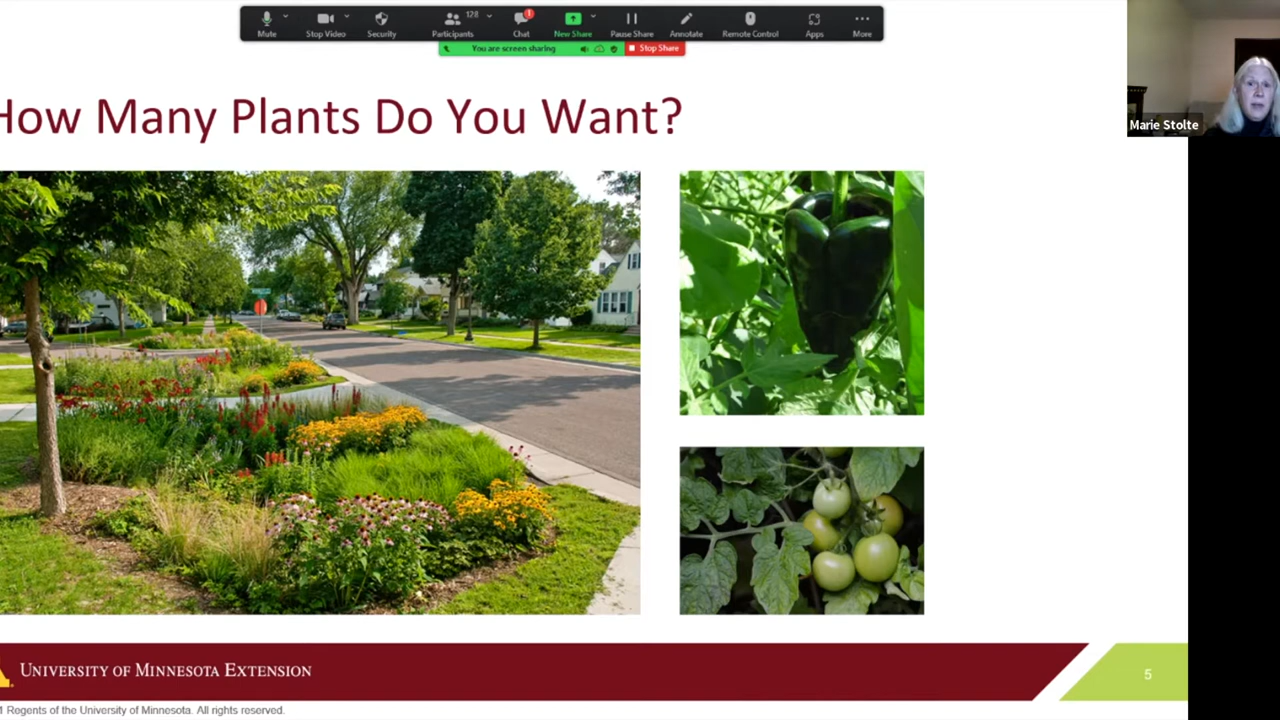 128
1
Mute
Stop Video
Security
Participants
Chat
New Share
Pause Share
Annotate
Remote Control
Apps
More
You are screen sharing
Stop Share
How Many Plants Do You Want?
Marie Stolte
UNIVERSITY OF MINNESOTA EXTENSION
5
Regents of the University of Minnesota. All rights reserved.